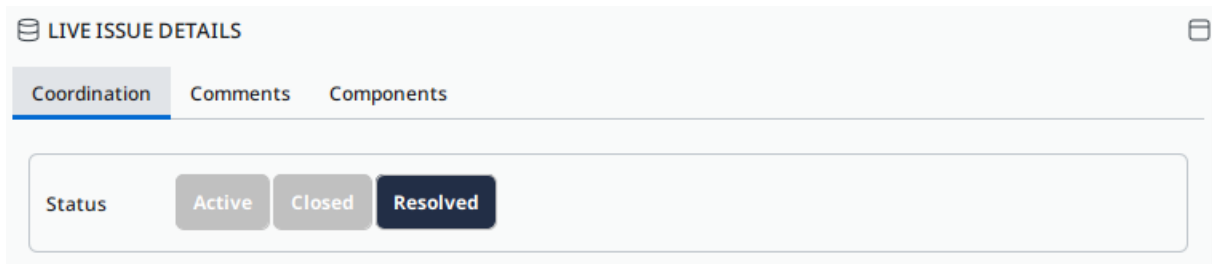 LIVE ISSUE DETAILS
Coordination Comments Components
Status Active Closed Resolved